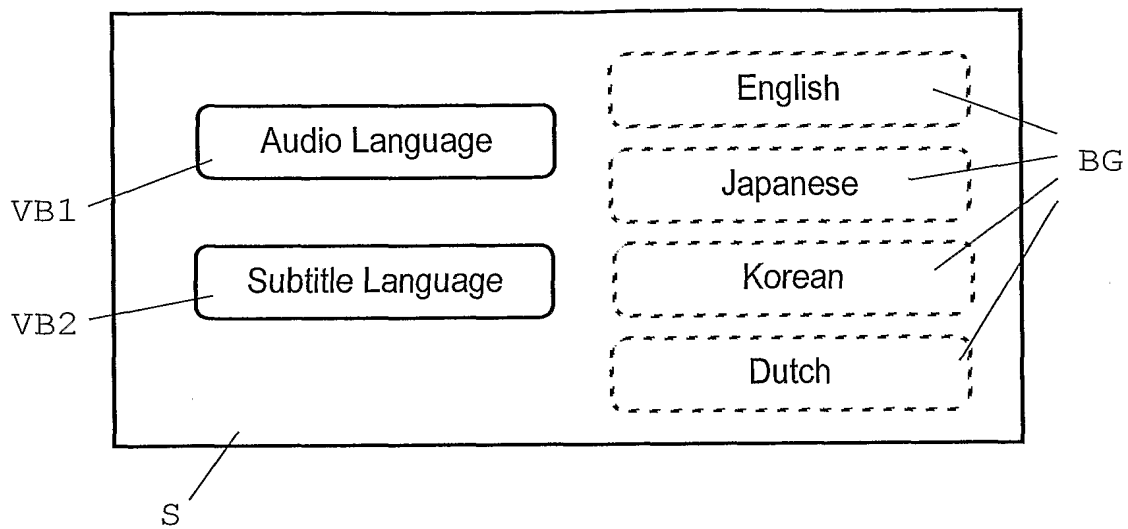 English
Audio Language
Japanese
BG
VB1
Subtitle Language
Korean
VB2
Dutch
S